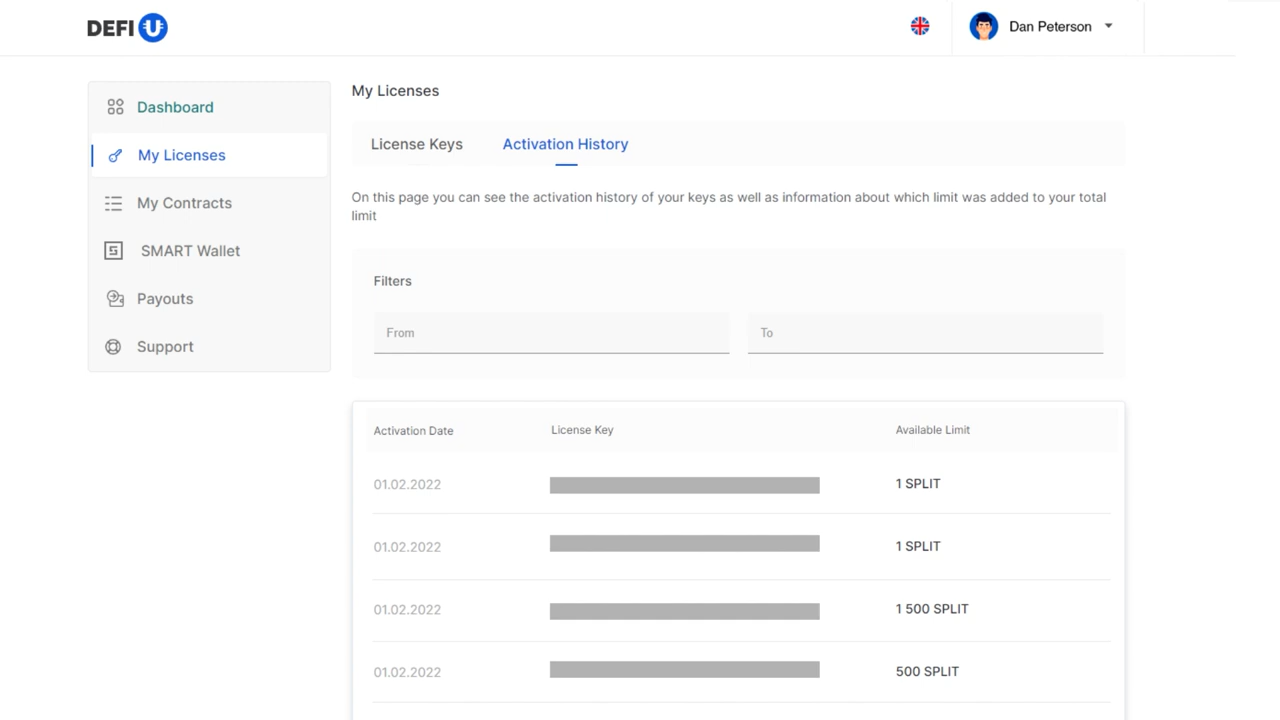 DEFI U
Dan Peterson
Dashboard
My Licenses
My Contracts
SMART Wallet
Payouts
Support
My Licenses
License Keys
Activation History
On this page you can see the activation history of your keys as well as information about which limit was added to your total
limit
Filters
From
To
Activation Date License Key Available Limit
01.02.2022 1 SPLIT
01.02.2022 1 SPLIT
01.02.2022 1 500 SPLIT
01.02.2022 500 SPLIT